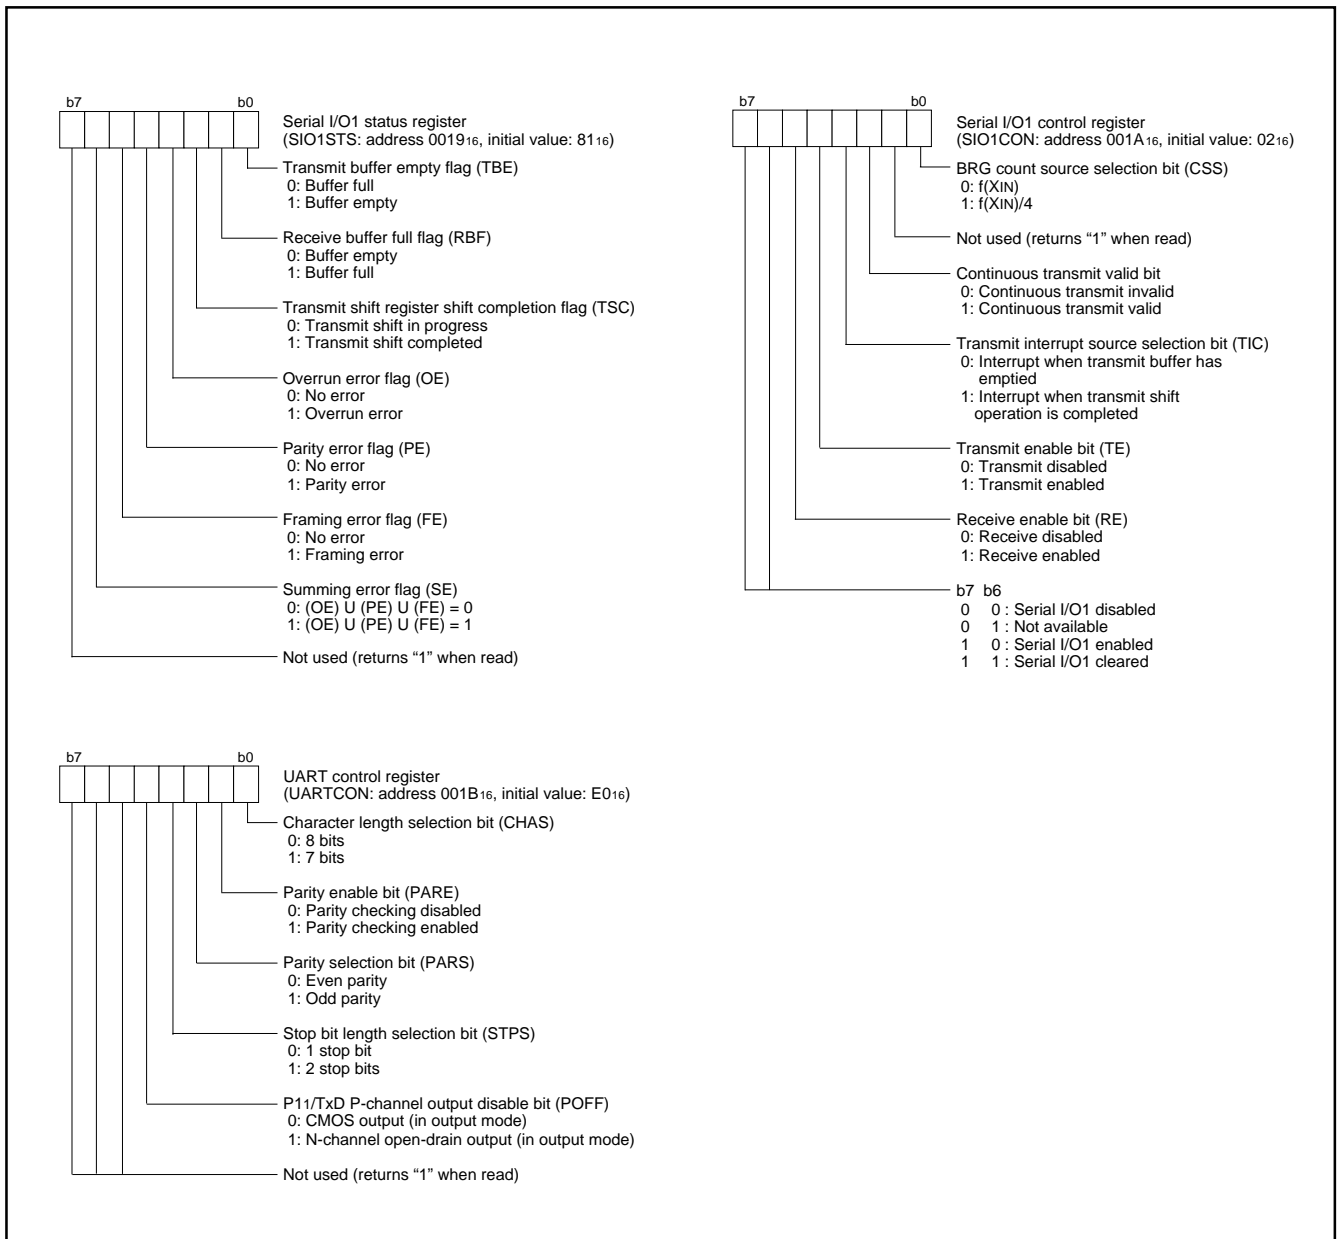 b7 b0
Serial I/O1 status register
(SIO1STS: address 001916, initial value: 8116)
Transmit buffer empty flag (TBE)
0: Buffer full
1: Buffer empty
Receive buffer full flag (RBF)
0: Buffer empty
1: Buffer full
Transmit shift register shift completion flag (TSC)
0: Transmit shift in progress
1: Transmit shift completed
Overrun error flag (OE)
0: No error
1: Overrun error
Parity error flag (PE)
0: No error
1: Parity error
Framing error flag (FE)
0: No error
1: Framing error
Summing error flag (SE)
0: (OE) U (PE) U (FE) = 0
1: (OE) U (PE) U (FE) = 1
Not used (returns “1” when read)
b7 b0
Serial I/O1 control register
(SIO1CON: address 001A16, initial value: 0216)
BRG count source selection bit (CSS)
0: f(XIN)
1: f(XIN)/4
Not used (returns “1” when read)
Continuous transmit valid bit
0: Continuous transmit invalid
1: Continuous transmit valid
Transmit interrupt source selection bit (TIC)
0: Interrupt when transmit buffer has
emptied
1: Interrupt when transmit shift
operation is completed
Transmit enable bit (TE)
0: Transmit disabled
1: Transmit enabled
Receive enable bit (RE)
0: Receive disabled
1: Receive enabled
b7 b6
0 0 : Serial I/O1 disabled
0 1 : Not available
1 0 : Serial I/O1 enabled
1 1 : Serial I/O1 cleared
b7 b0
UART control register
(UARTCON: address 001B16, initial value: E016)
Character length selection bit (CHAS)
0: 8 bits
1: 7 bits
Parity enable bit (PARE)
0: Parity checking disabled
1: Parity checking enabled
Parity selection bit (PARS)
0: Even parity
1: Odd parity
Stop bit length selection bit (STPS)
0: 1 stop bit
1: 2 stop bits
P11/TxD P-channel output disable bit (POFF)
0: CMOS output (in output mode)
1: N-channel open-drain output (in output mode)
Not used (returns “1” when read)